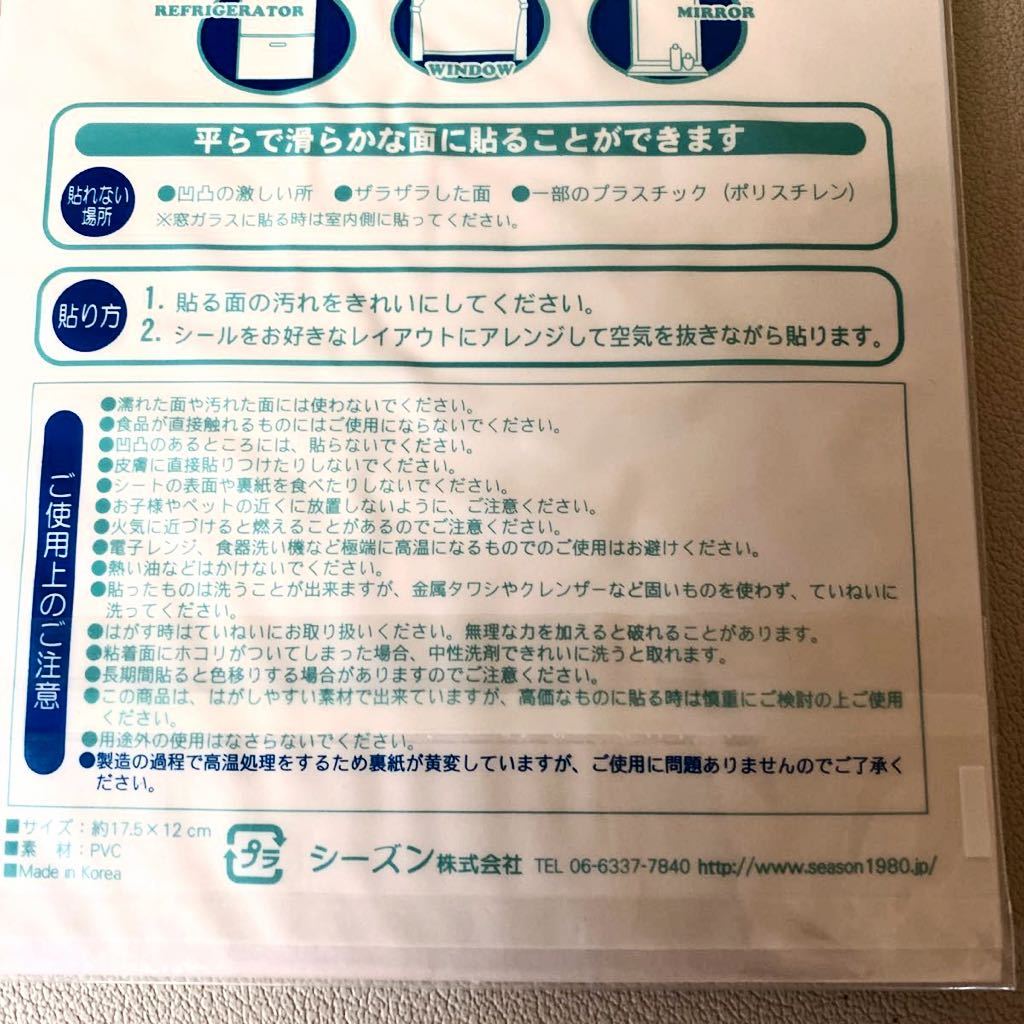 REFRIGERATOR
WINDOW
MIRROR
平らで滑らかな面に貼ることができます
貼れない
場所
●凹凸の激しい所 ●ザラザラした面 ●一部のプラスチック（ポリスチレン）
※窓ガラスに貼る時は室内側に貼ってください。
貼り方
1. 貼る面の汚れをきれいにしてください。
2. シールをお好きなレイアウトにアレンジして空気を抜きながら貼ります。
ご使用上のご注意
●濡れた面や汚れた面には使わないでください。
●食品が直接触れるものにはご使用にならないでください。
●凹凸のあるところには、貼らないでください。
●皮膚に直接貼りつけたりしないでください。
●シートの表面や裏紙を食べたりしないでください。
●お子様やペットの近くに放置しないように、ご注意ください。
●火気に近づけると燃えることがあるのでご注意ください。
●電子レンジ、食器洗い機など極端に高温になるものでのご使用はお避けください。
●熱い油などはかけないでください。
●貼ったものは洗うことが出来ますが、金属タワシやクレンザーなど固いものを使わず、ていねいに
洗ってください。
●はがす時はていねいにお取り扱いください。無理な力を加えると破れることがあります。
●粘着面にホコリがついてしまった場合、中性洗剤できれいに洗うと取れます。
●長期間貼ると色移りする場合がありますのでご注意ください。
●この商品は、はがしやすい素材で出来ていますが、高価なものに貼る時は慎重にご検討の上ご使用
ください。
●用途外の使用はなさらないでください。
●製造の過程で高温処理をするため裏紙が黄変していますが、ご使用に問題ありませんのでご了承く
ださい。
■サイズ：約17.5×12cm
■素 材：PVC
■Made in Korea
プラ
シーズン株式会社 TEL 06-6337-7840 http://www.season1980.jp/